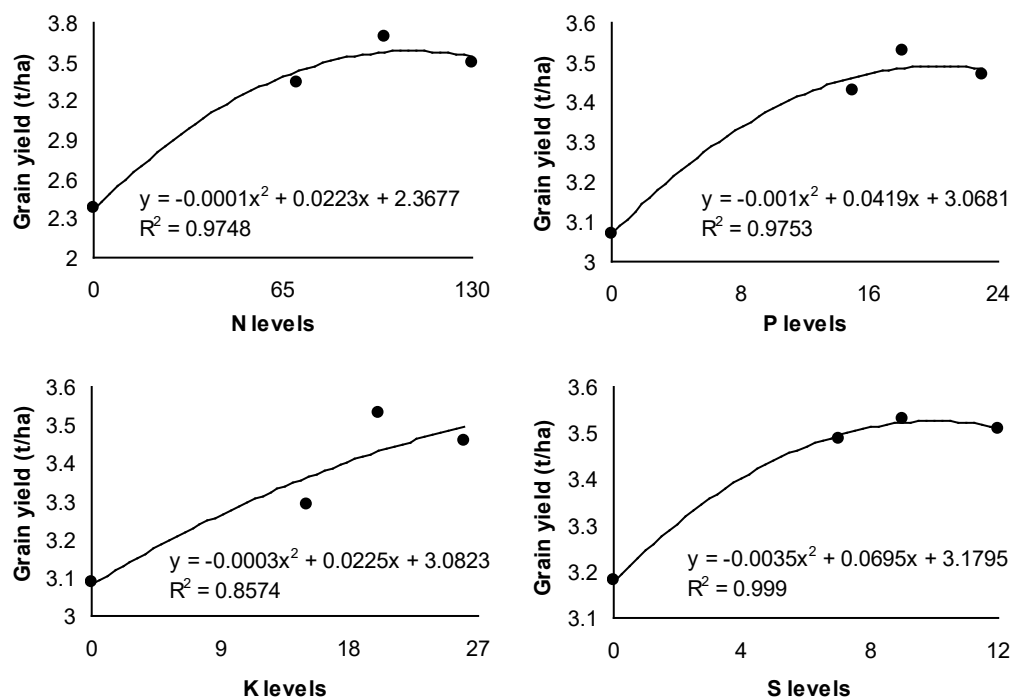 Grain yield (t/ha)
3.8
3.5
3.2
2.9
2.6
2.3
2
y = -0.0001x² + 0.0223x + 2.3677
R² = 0.9748
0 65 130
N levels
Grain yield (t/ha)
3.6
3.5
3.4
3.3
3.2
3.1
3
y = -0.001x² + 0.0419x + 3.0681
R² = 0.9753
0 8 16 24
P levels
Grain yield (t/ha)
3.6
3.5
3.4
3.3
3.2
3.1
3
y = -0.0003x² + 0.0225x + 3.0823
R² = 0.8574
0 9 18 27
K levels
Grain yield (t/ha)
3.6
3.5
3.4
3.3
3.2
3.1
y = -0.0035x² + 0.0695x + 3.1795
R² = 0.999
0 4 8 12
S levels